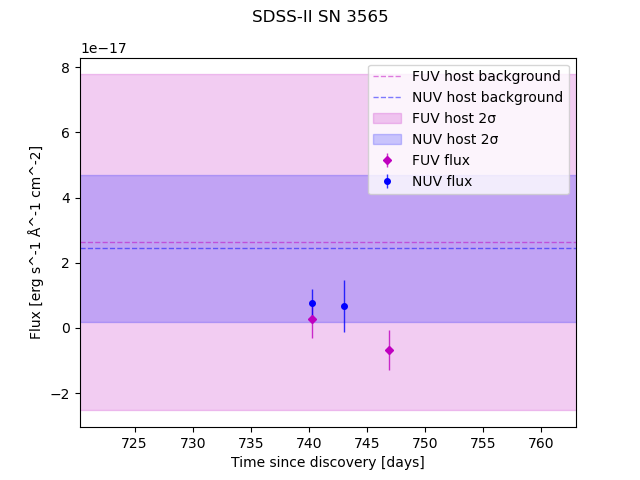 SDSS-II SN 3565
1e−17
8
6
4
2
0
−2
Flux [erg s^-1 Å^-1 cm^-2]
FUV host background
NUV host background
FUV host 2σ
NUV host 2σ
FUV flux
NUV flux
725 730 735 740 745 750 755 760
Time since discovery [days]